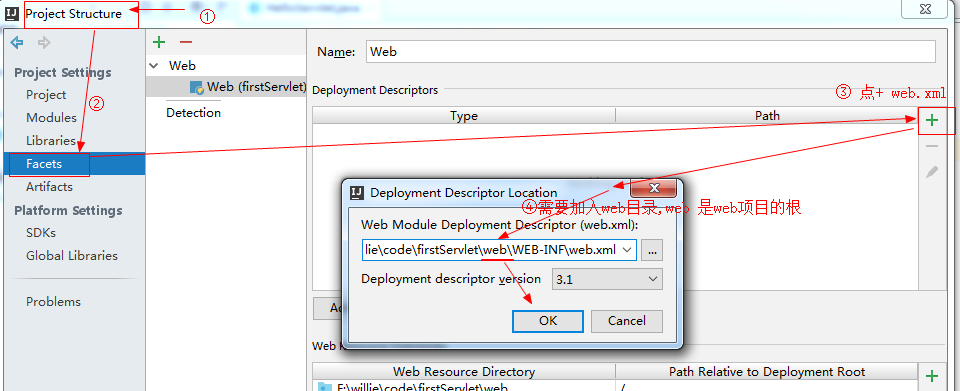 Project Structure
①
Project Settings
Project
②
Modules
Libraries
Facets
Artifacts
Platform Settings
SDKs
Global Libraries
Problems
Web
Web (firstServlet)
Detection
Name: Web
Deployment Descriptors
③ 点+ web.xml
Type Path
Deployment Descriptor Location
④需要加入web目录,web 是web项目的根
Web Module Deployment Descriptor (web.xml):
lie\code\firstServlet\web\WEB-INF\web.xml
...
Deployment descriptor version 3.1
OK Cancel
Web Resource Directory Path Relative to Deployment Root
F:\willie\code\firstServlet\web /